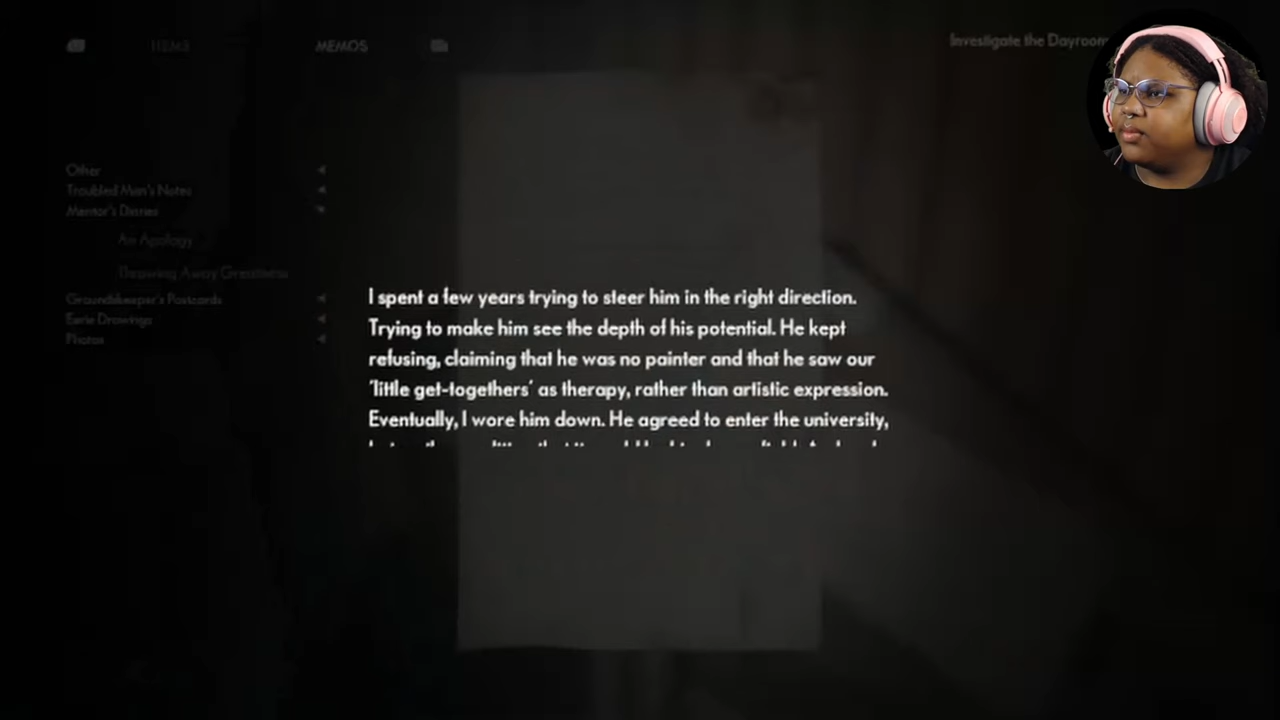 ITEMS
MEMOS
Investigate the Dayroom
Other
Troubled Man's Notes
Mentor's Diaries
An Apology
Throwing Away Greatness
Groundskeeper's Postcards
Eerie Drawings
Photos
I spent a few years trying to steer him in the right direction.
Trying to make him see the depth of his potential. He kept
refusing, claiming that he was no painter and that he saw our
'little get-togethers' as therapy, rather than artistic expression.
Eventually, I wore him down. He agreed to enter the university,